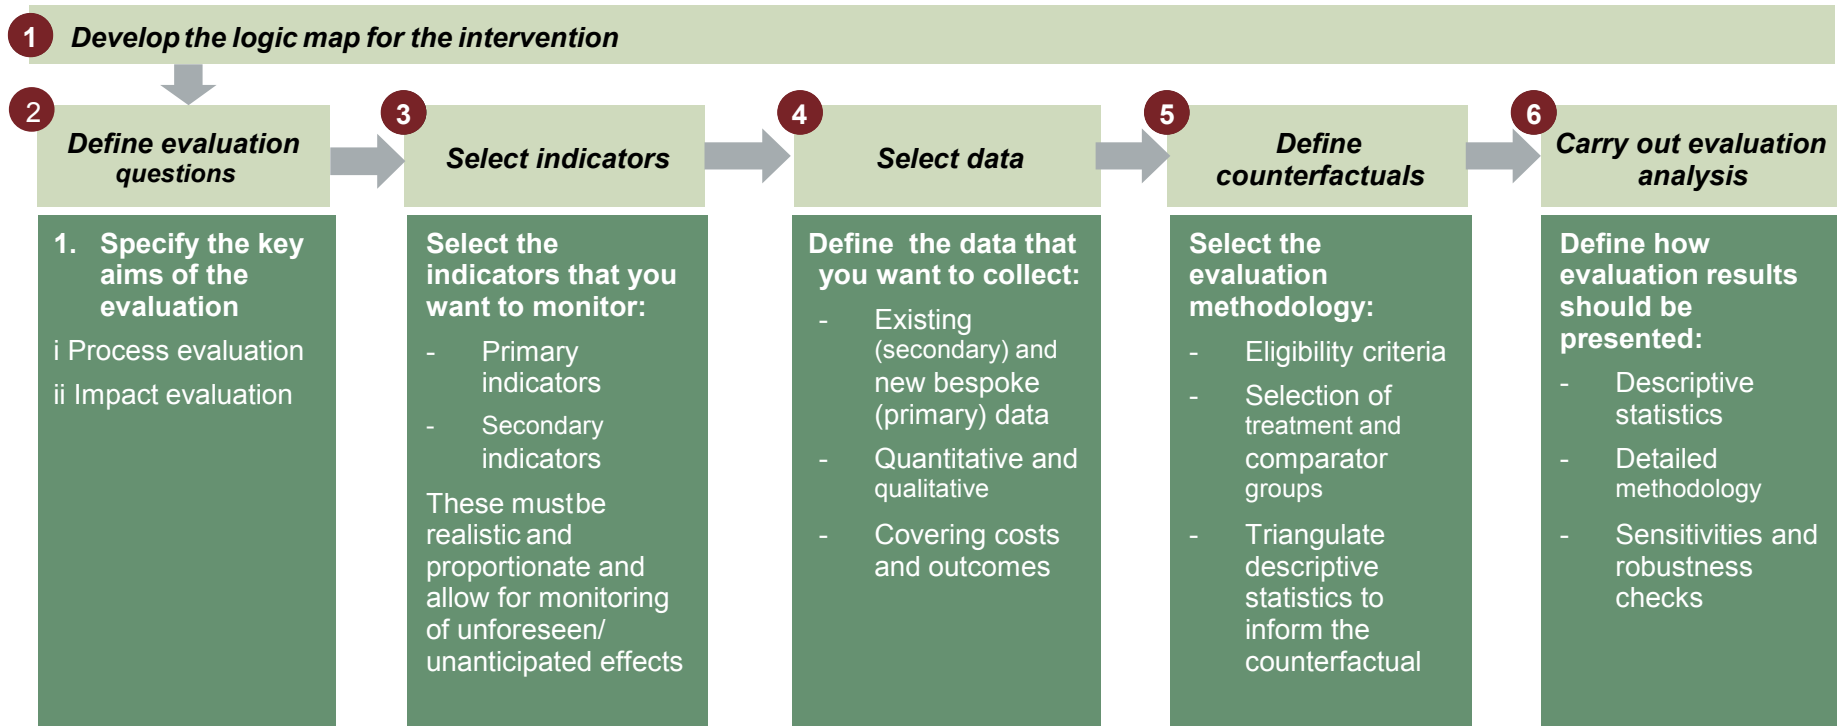 1 Develop the logic map for the intervention
2
Define evaluation
questions
3
Select indicators
4
Select data
5
Define
counterfactuals
6
Carry out evaluation
analysis
1. Specify the key
aims of the
evaluation
i Process evaluation
ii Impact evaluation
Select the
indicators that you
want to monitor:
- Primary
indicators
- Secondary
indicators
These mustbe
realistic and
proportionate and
allow for monitoring
of unforeseen/
unanticipated effects
Define the data that
you want to collect:
- Existing
(secondary) and
new bespoke
(primary) data
- Quantitative and
qualitative
- Covering costs
and outcomes
Select the
evaluation
methodology:
- Eligibility criteria
- Selection of
treatment and
comparator
groups
- Triangulate
descriptive
statistics to
inform the
counterfactual
Define how
evaluation results
should be
presented:
- Descriptive
statistics
- Detailed
methodology
- Sensitivities and
robustness
checks